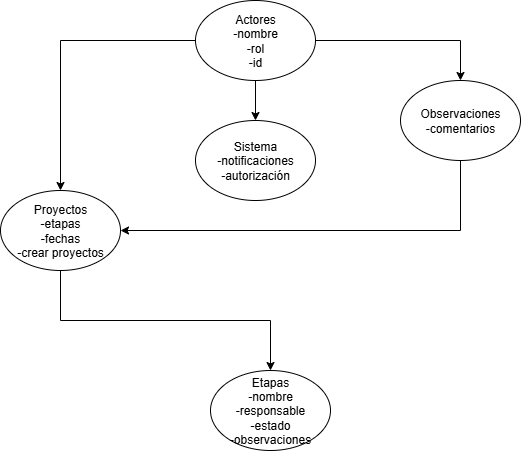 Actores
-nombre
-rol
-id
Observaciones
-comentarios
Sistema
-notificaciones
-autorización
Proyectos
-etapas
-fechas
-crear proyectos
Etapas
-nombre
-responsable
-estado
-observaciones